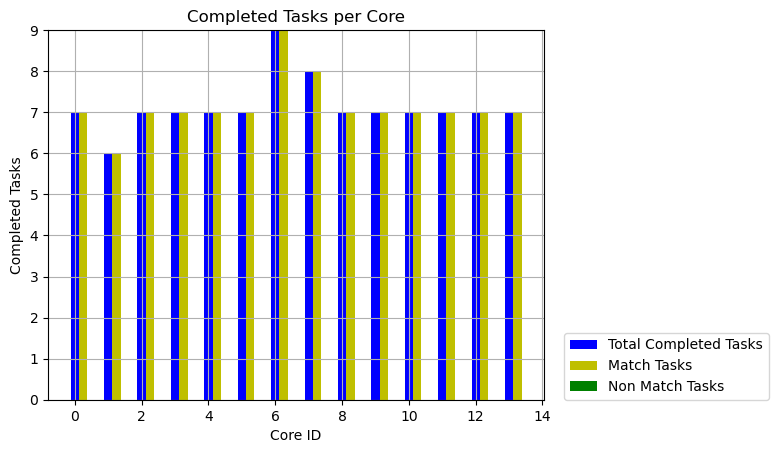 Completed Tasks per Core
9
8
7
6
5
4
3
2
1
0
Completed Tasks
0 2 4 6 8 10 12 14
Core ID
Total Completed Tasks
Match Tasks
Non Match Tasks